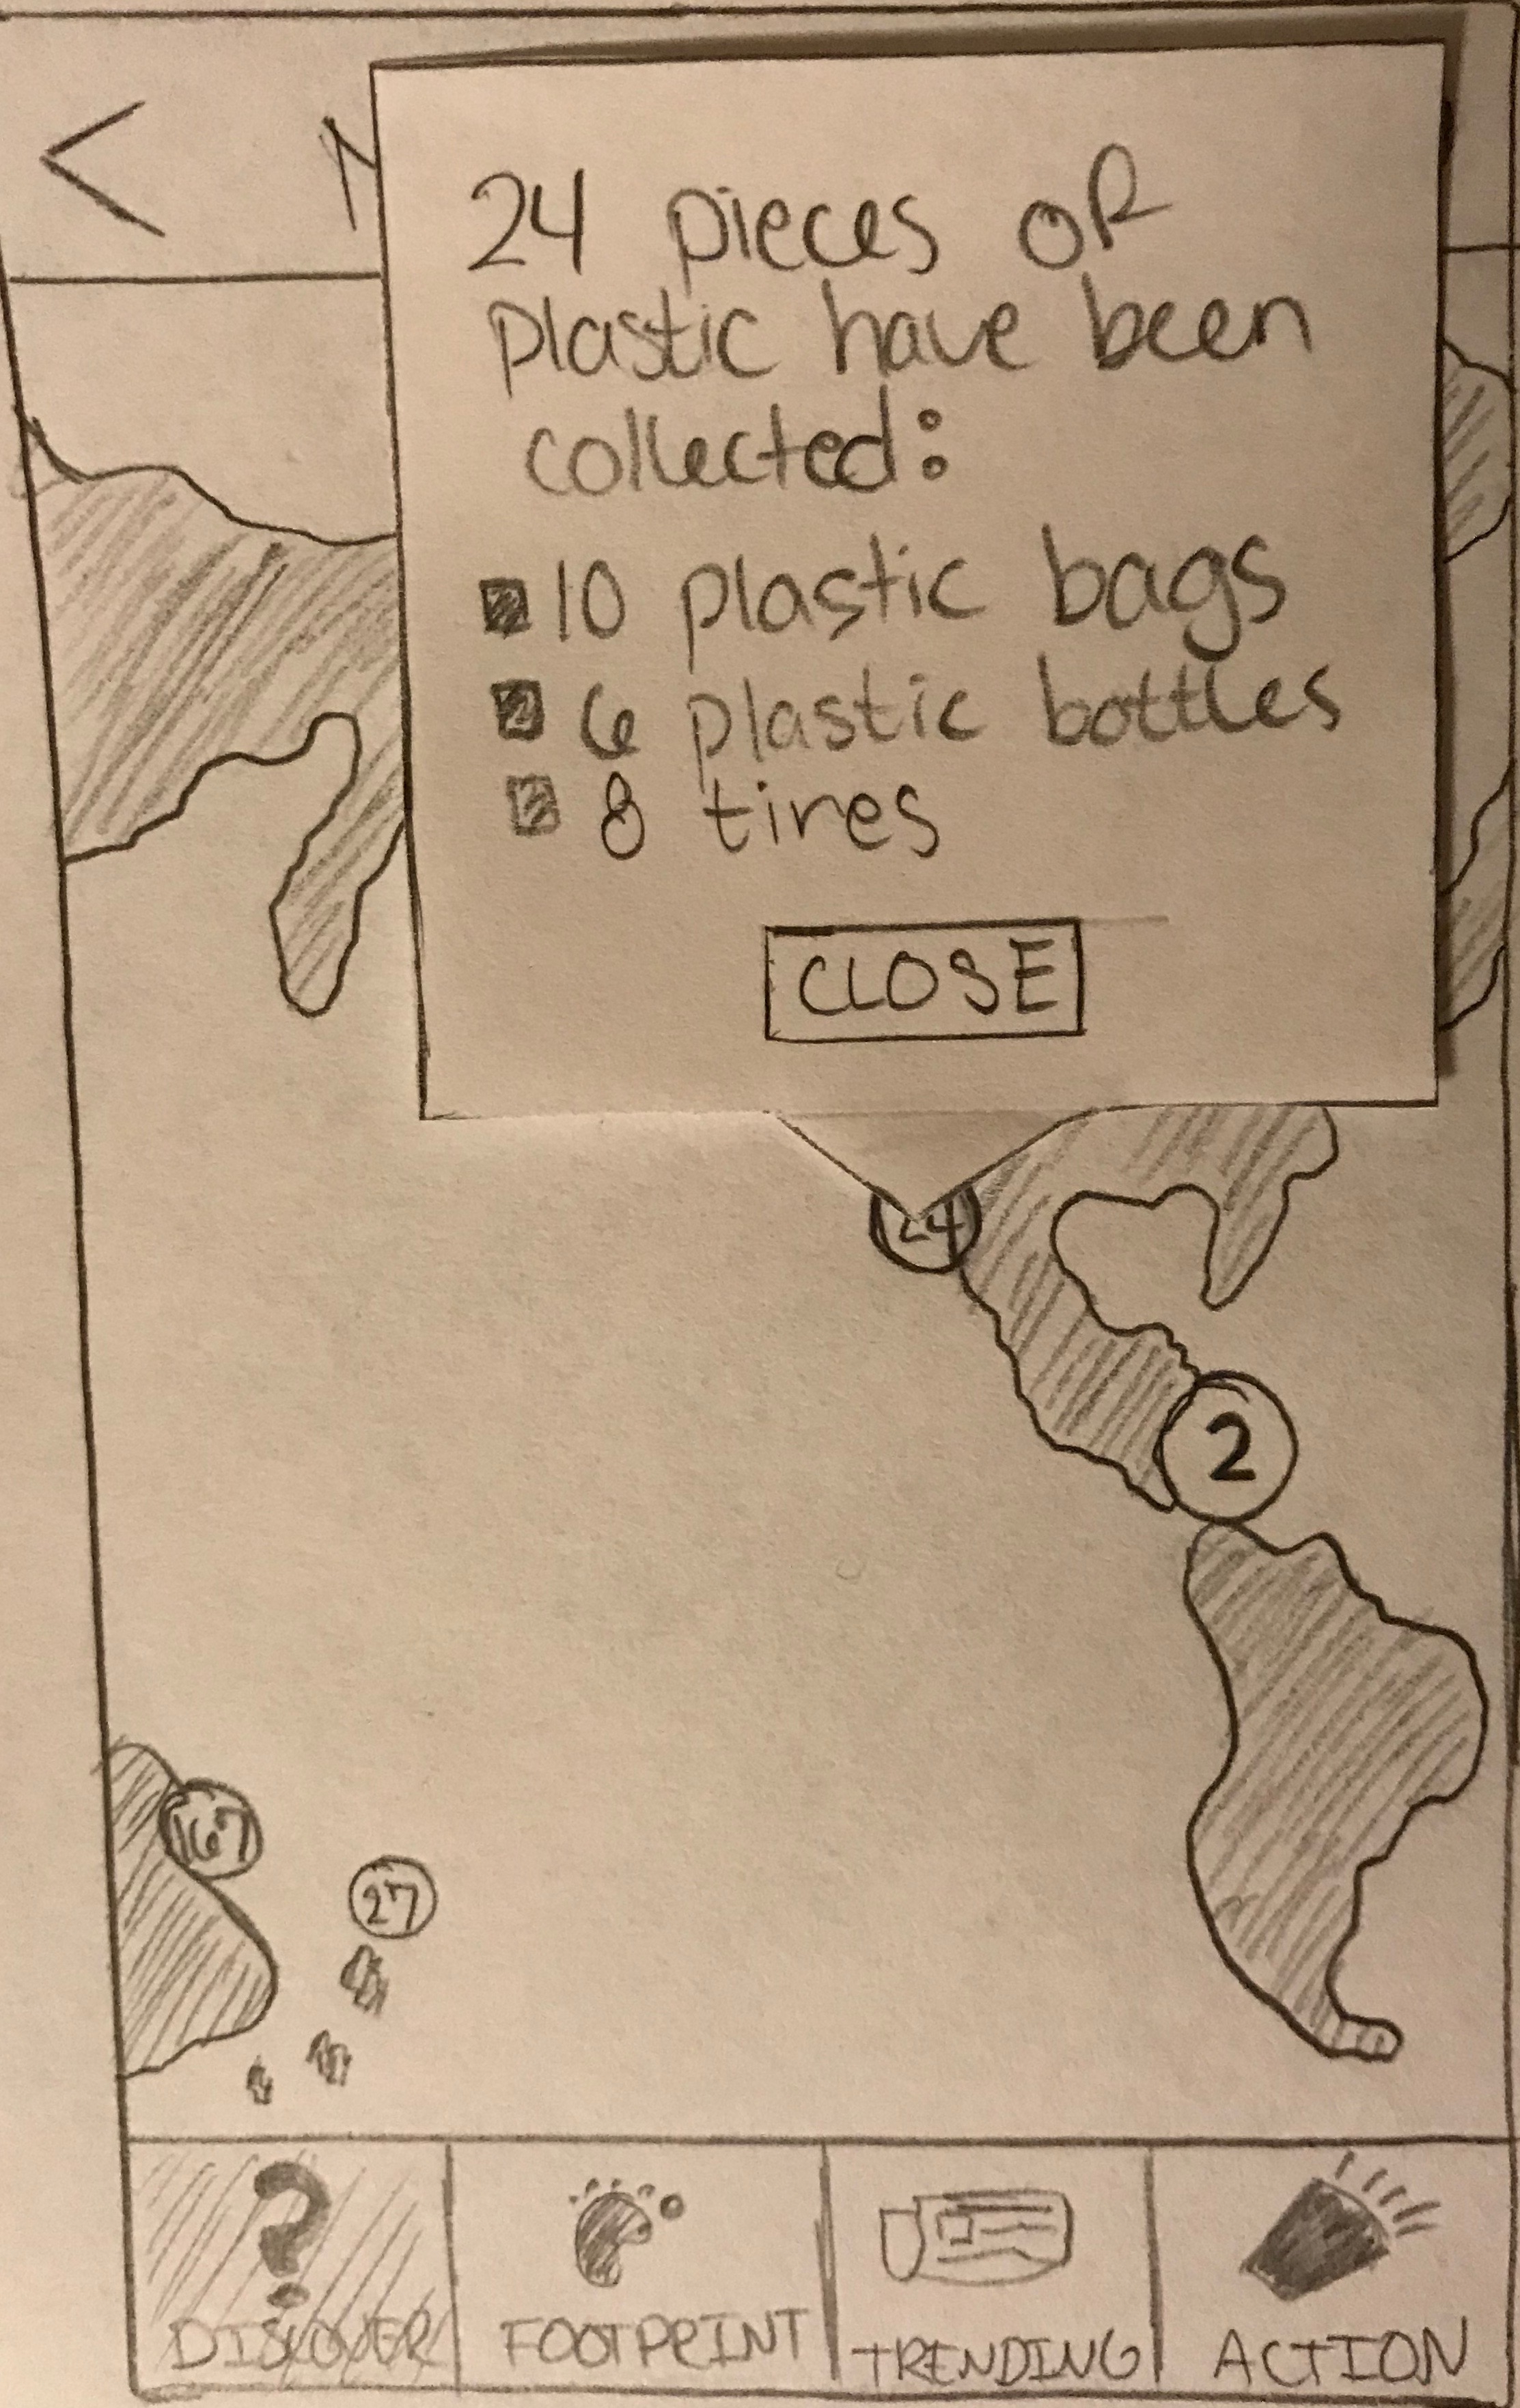 <
24 pieces of
plastic have been
collected:
10 plastic bags
6 plastic bottles
8 tires
CLOSE
24
2
167
27
?
DISCOVER
FOOTPRINT
TRENDING
ACTION